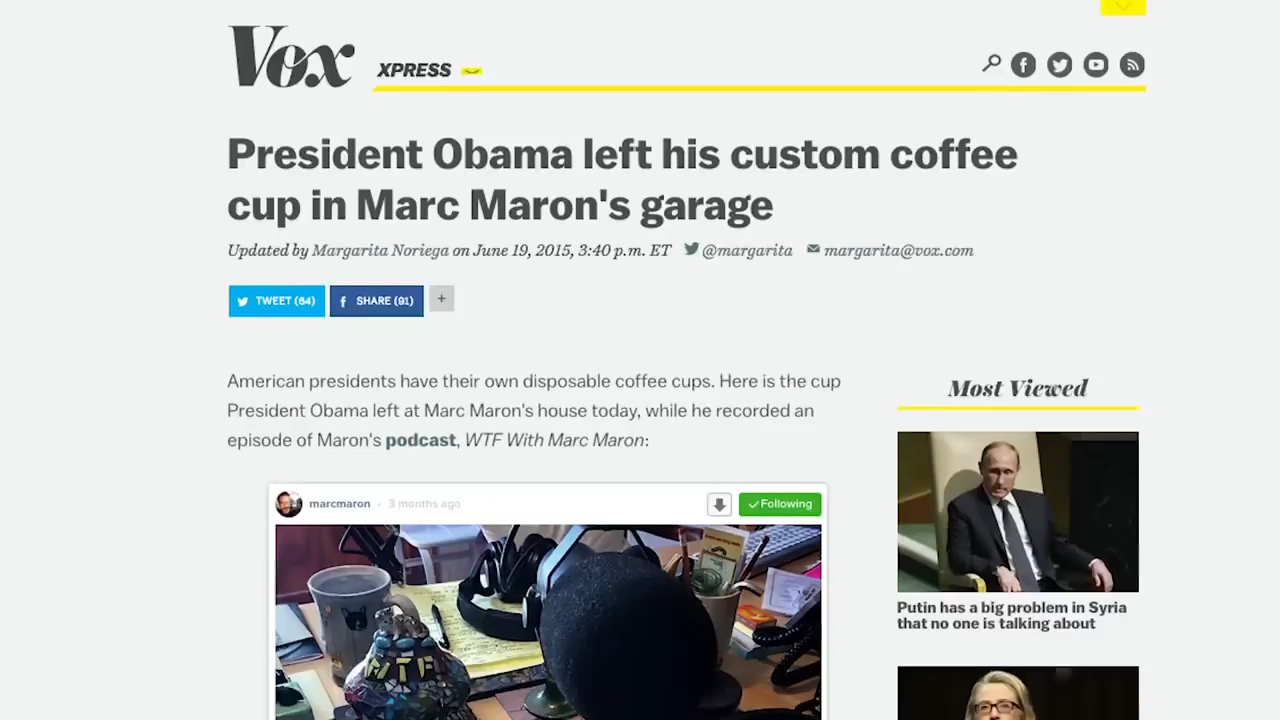 Vox
XPRESS
President Obama left his custom coffee
cup in Marc Maron's garage
Updated by Margarita Noriega on June 19, 2015, 3:40 p.m. ET @margarita margarita@vox.com
TWEET (64) SHARE (91) +
American presidents have their own disposable coffee cups. Here is the cup
President Obama left at Marc Maron's house today, while he recorded an
episode of Maron's podcast, WTF With Marc Maron:
marcmaron 3 months ago Following
WTF
Most Viewed
Putin has a big problem in Syria
that no one is talking about